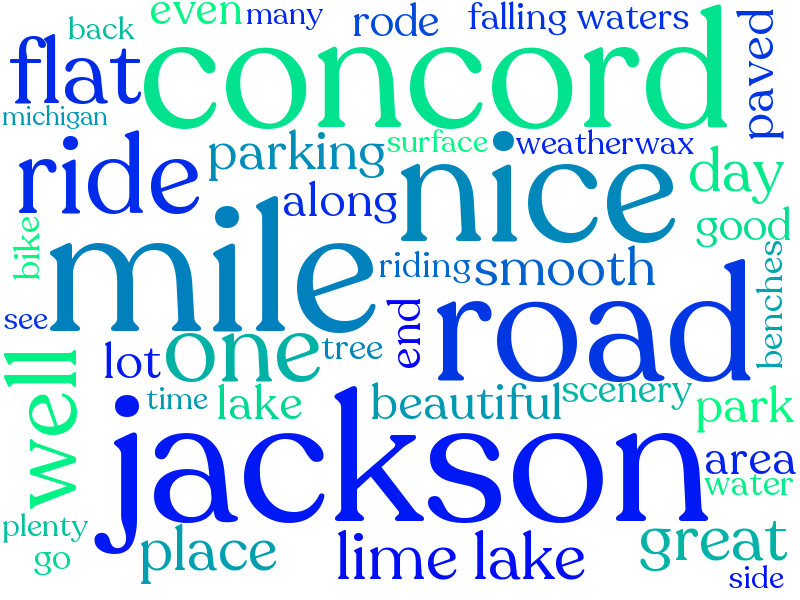 even
many
rode
falling waters
back
flat
concord
paved
michigan
ride
parking
surface
weatherwax
nice
day
along
good
bike
mile
riding
smooth
benches
see
end
road
lot
one
tree
well
time
lake
beautiful
scenery
park
jackson
area
water
plenty
go
place
lime lake
great
side